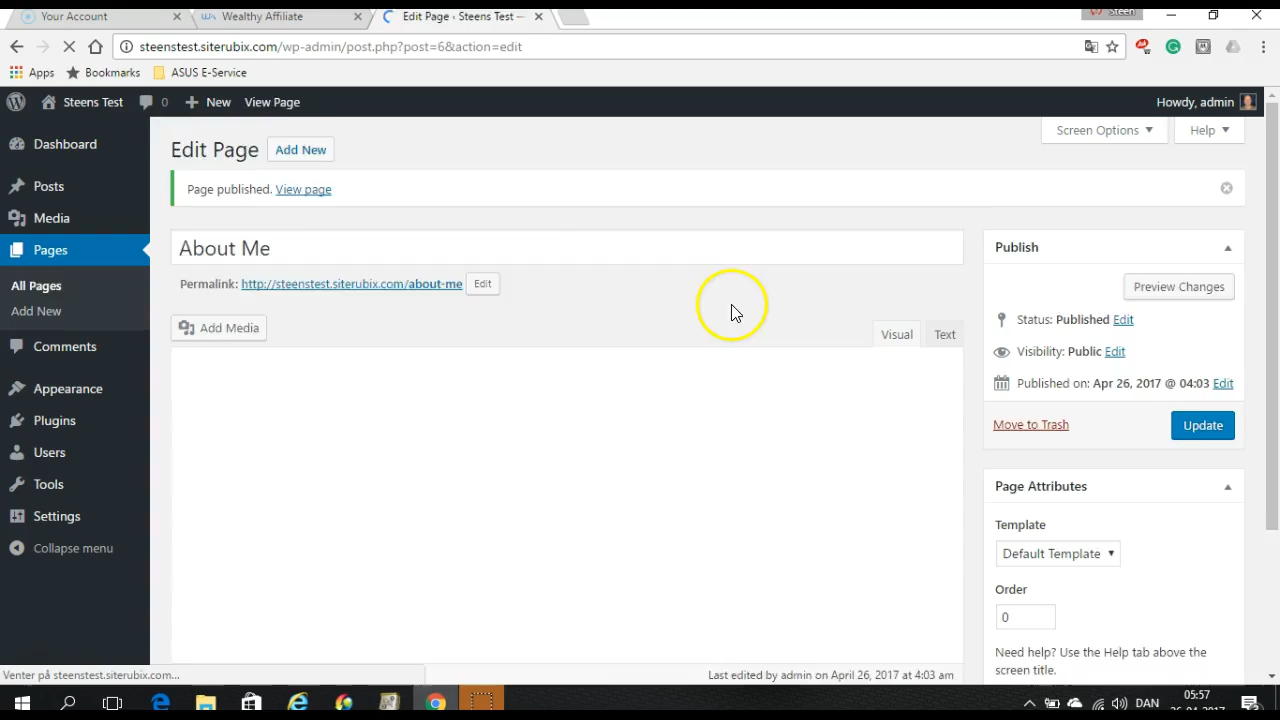 Your Account
Wealthy Affiliate
Edit Page ‹ Steens Test —
Steen
steenstest.siterubix.com/wp-admin/post.php?post=6&action=edit
Apps
Bookmarks
ASUS E-Service
Steens Test
0
New
View Page
Howdy, admin
Dashboard
Posts
Media
Pages
All Pages
Add New
Comments
Appearance
Plugins
Users
Tools
Settings
Collapse menu
Screen Options
Help
Edit Page
Add New
Page published. View page
About Me
Permalink: http://steenstest.siterubix.com/about-me
Edit
Add Media
Visual
Text
Publish
Preview Changes
Status: Published Edit
Visibility: Public Edit
Published on: Apr 26, 2017 @ 04:03 Edit
Move to Trash
Update
Page Attributes
Template
Default Template
Order
0
Need help? Use the Help tab above the
screen title.
Venter på steenstest.siterubix.com...
Last edited by admin on April 26, 2017 at 4:03 am
DAN
05:57
26-04-2017